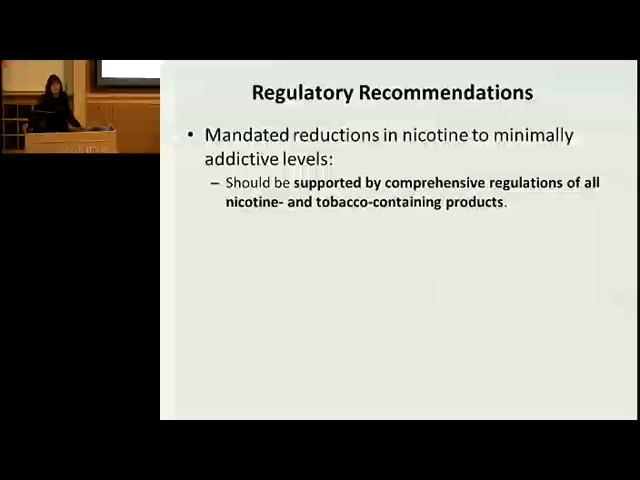 Regulatory Recommendations
• Mandated reductions in nicotine to minimally
addictive levels:
– Should be supported by comprehensive regulations of all
nicotine- and tobacco-containing products.